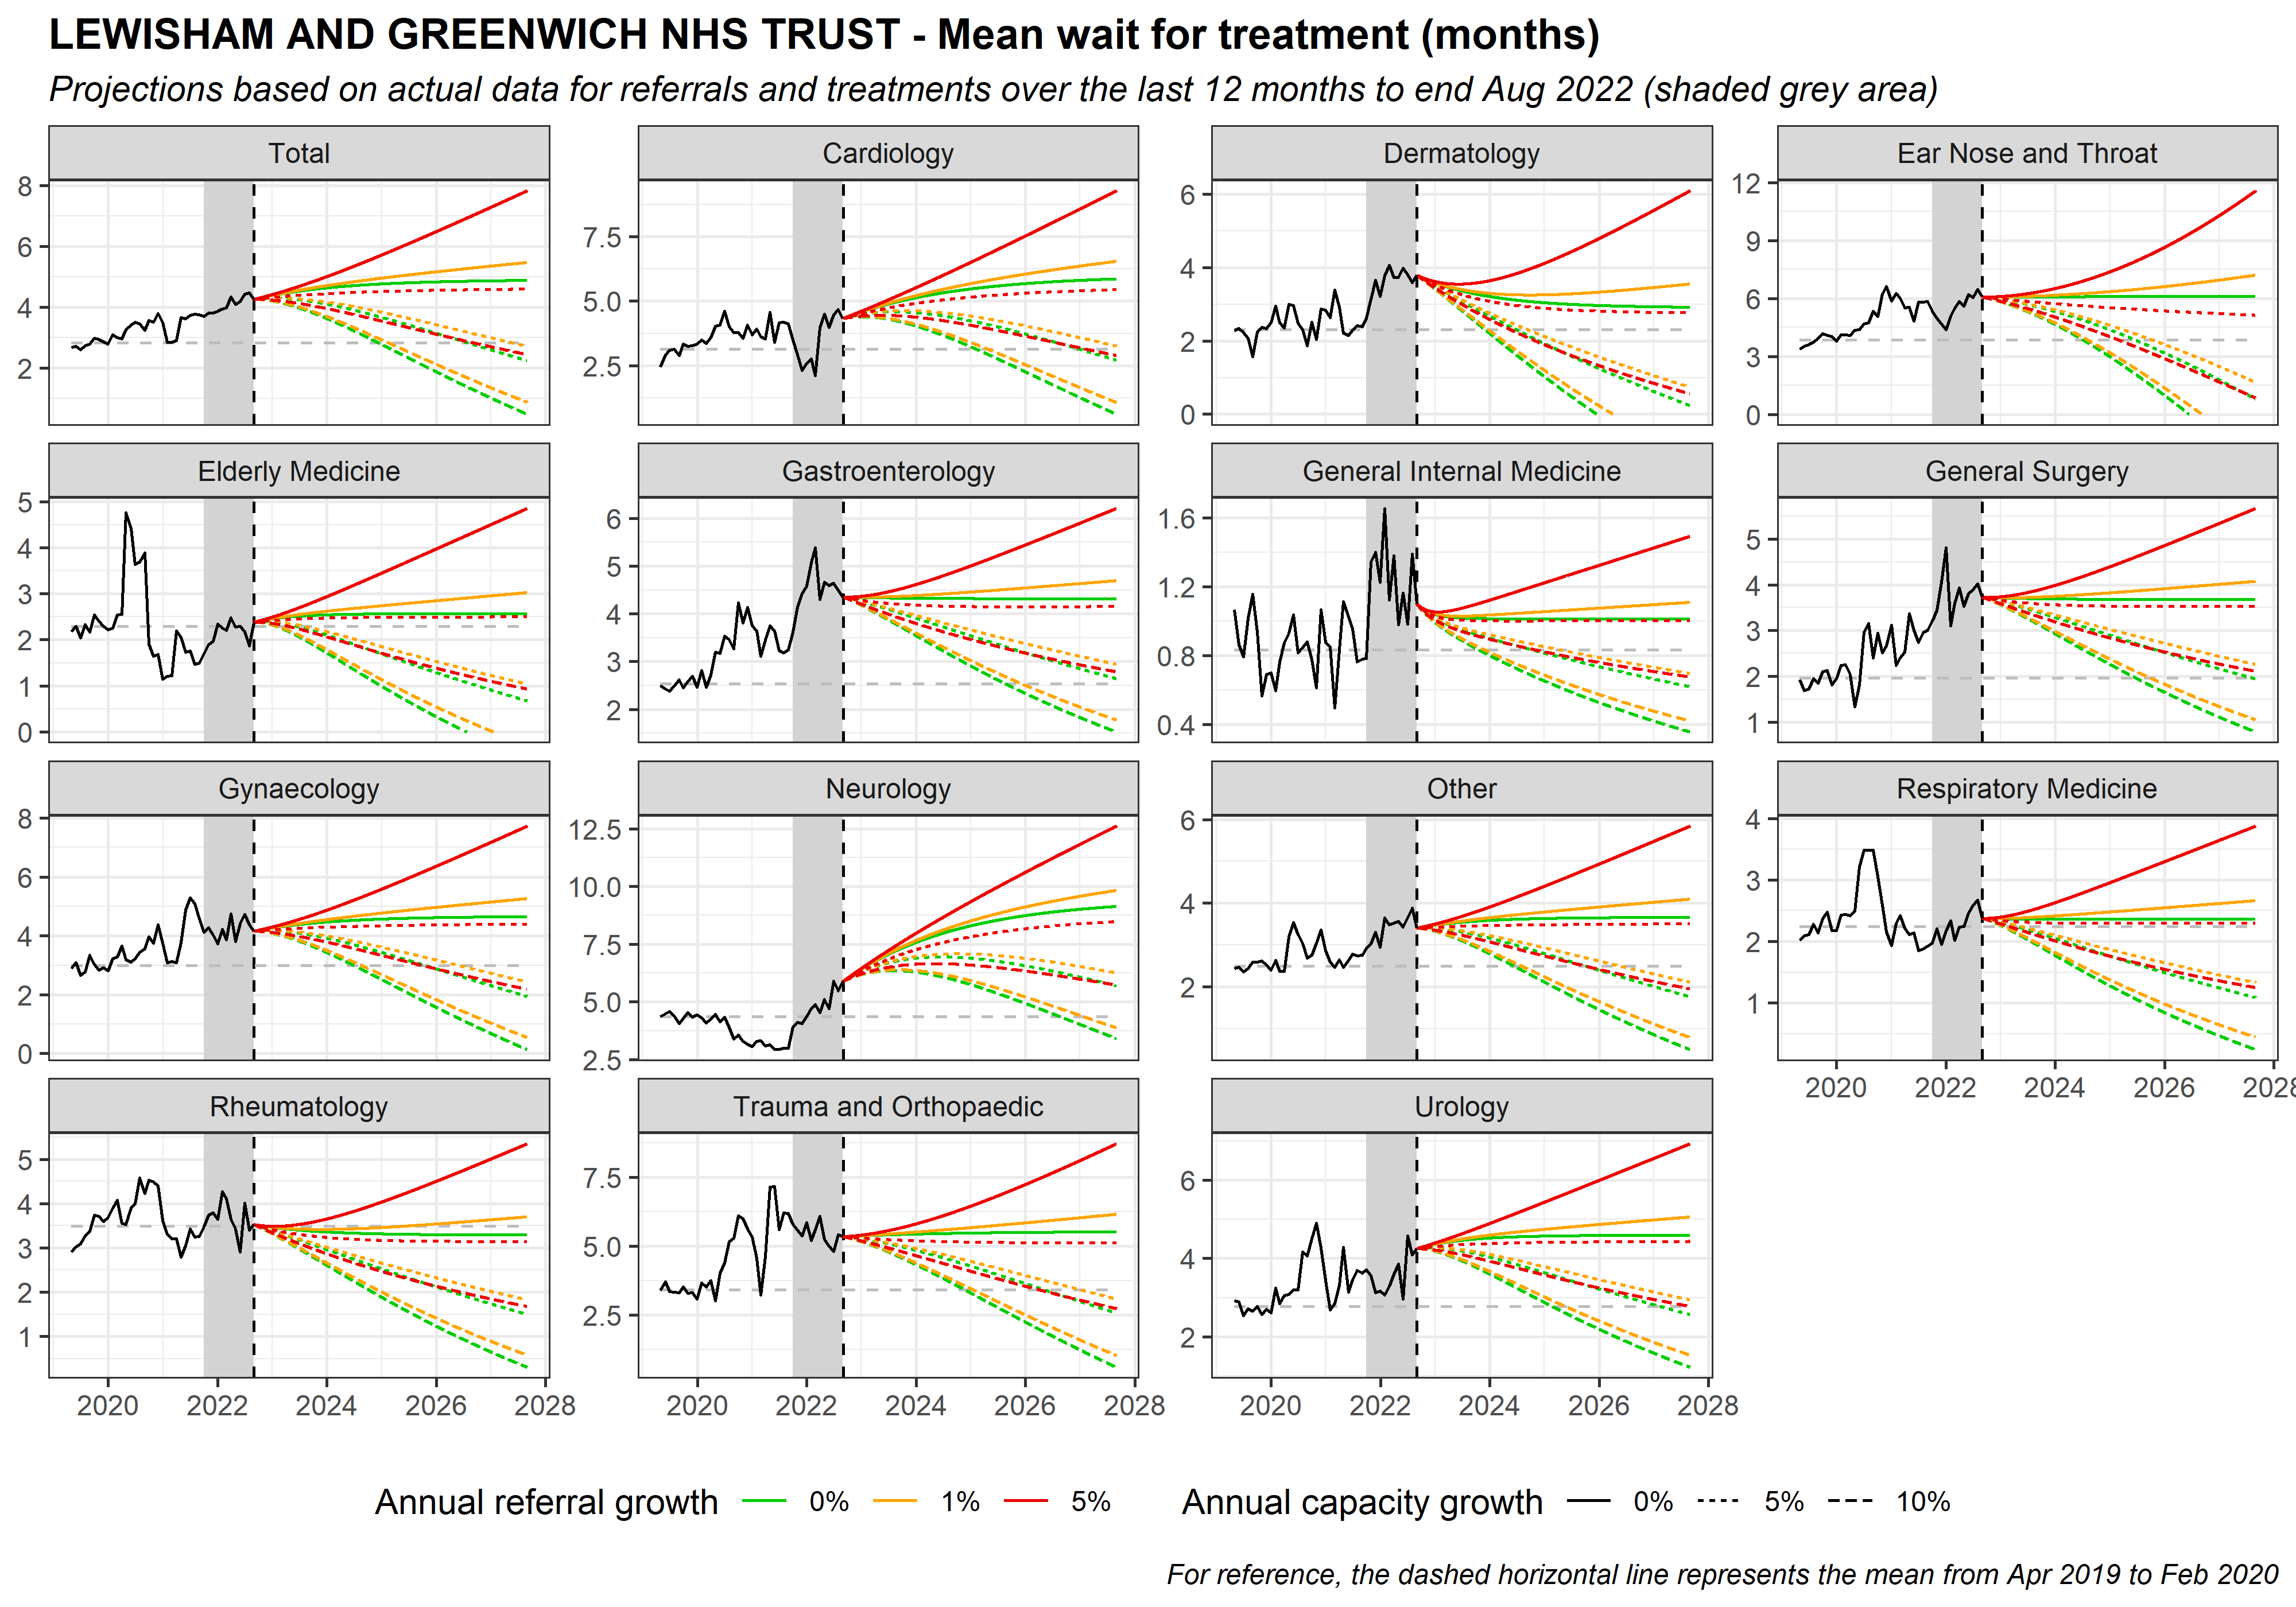 LEWISHAM AND GREENWICH NHS TRUST - Mean wait for treatment (months)
Projections based on actual data for referrals and treatments over the last 12 months to end Aug 2022 (shaded grey area)
Total
8
6
4
2
Cardiology
7.5
5.0
2.5
Dermatology
6
4
2
0
Ear Nose and Throat
12
9
6
3
0
Elderly Medicine
5
4
3
2
1
0
Gastroenterology
6
5
4
3
2
General Internal Medicine
1.6
1.2
0.8
0.4
General Surgery
5
4
3
2
1
Gynaecology
8
6
4
2
0
Neurology
12.5
10.0
7.5
5.0
2.5
Other
6
4
2
Respiratory Medicine
4
3
2
1
2020 2022 2024 2026 2028
Rheumatology
5
4
3
2
1
2020 2022 2024 2026 2028
Trauma and Orthopaedic
7.5
5.0
2.5
2020 2022 2024 2026 2028
Urology
6
4
2
2020 2022 2024 2026 2028
Annual referral growth 0% 1% 5% Annual capacity growth 0% 5% 10%
For reference, the dashed horizontal line represents the mean from Apr 2019 to Feb 2020